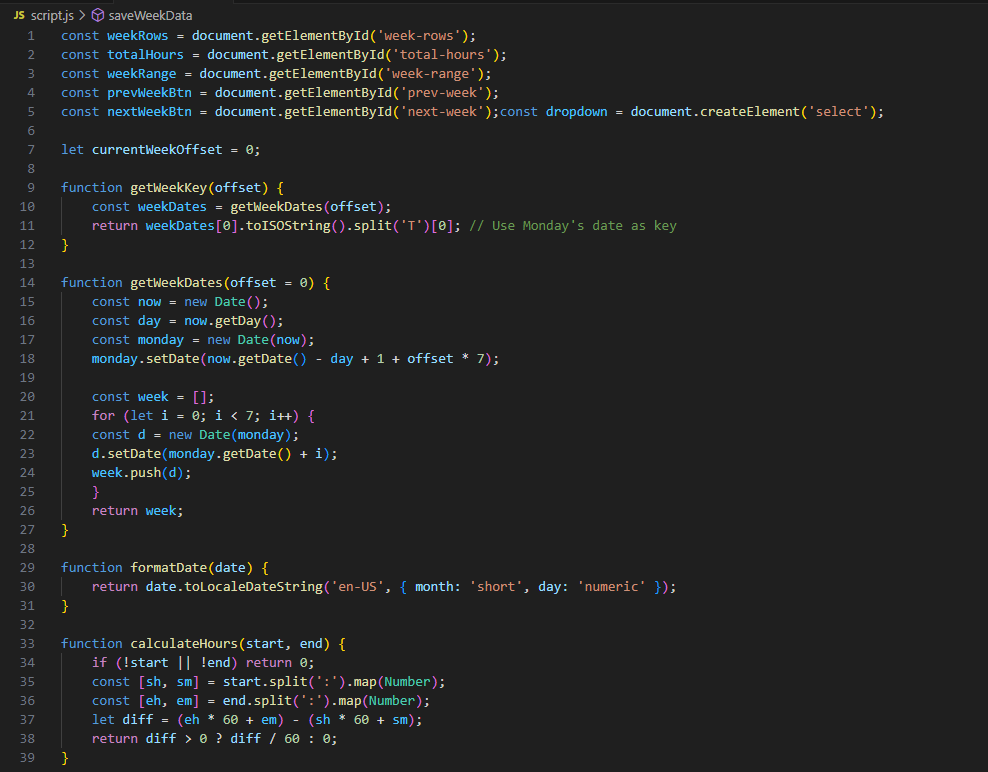 JS script.js > saveWeekData
1 const weekRows = document.getElementById('week-rows');
2 const totalHours = document.getElementById('total-hours');
3 const weekRange = document.getElementById('week-range');
4 const prevWeekBtn = document.getElementById('prev-week');
5 const nextWeekBtn = document.getElementById('next-week');const dropdown = document.createElement('select');
6
7 let currentWeekOffset = 0;
8
9 function getWeekKey(offset) {
10     const weekDates = getWeekDates(offset);
11     return weekDates[0].toISOString().split('T')[0]; // Use Monday's date as key
12 }
13
14 function getWeekDates(offset = 0) {
15     const now = new Date();
16     const day = now.getDay();
17     const monday = new Date(now);
18     monday.setDate(now.getDate() - day + 1 + offset * 7);
19
20     const week = [];
21     for (let i = 0; i < 7; i++) {
22     const d = new Date(monday);
23     d.setDate(monday.getDate() + i);
24     week.push(d);
25     }
26     return week;
27 }
28
29 function formatDate(date) {
30     return date.toLocaleDateString('en-US', { month: 'short', day: 'numeric' });
31 }
32
33 function calculateHours(start, end) {
34     if (!start || !end) return 0;
35     const [sh, sm] = start.split(':').map(Number);
36     const [eh, em] = end.split(':').map(Number);
37     let diff = (eh * 60 + em) - (sh * 60 + sm);
38     return diff > 0 ? diff / 60 : 0;
39 }